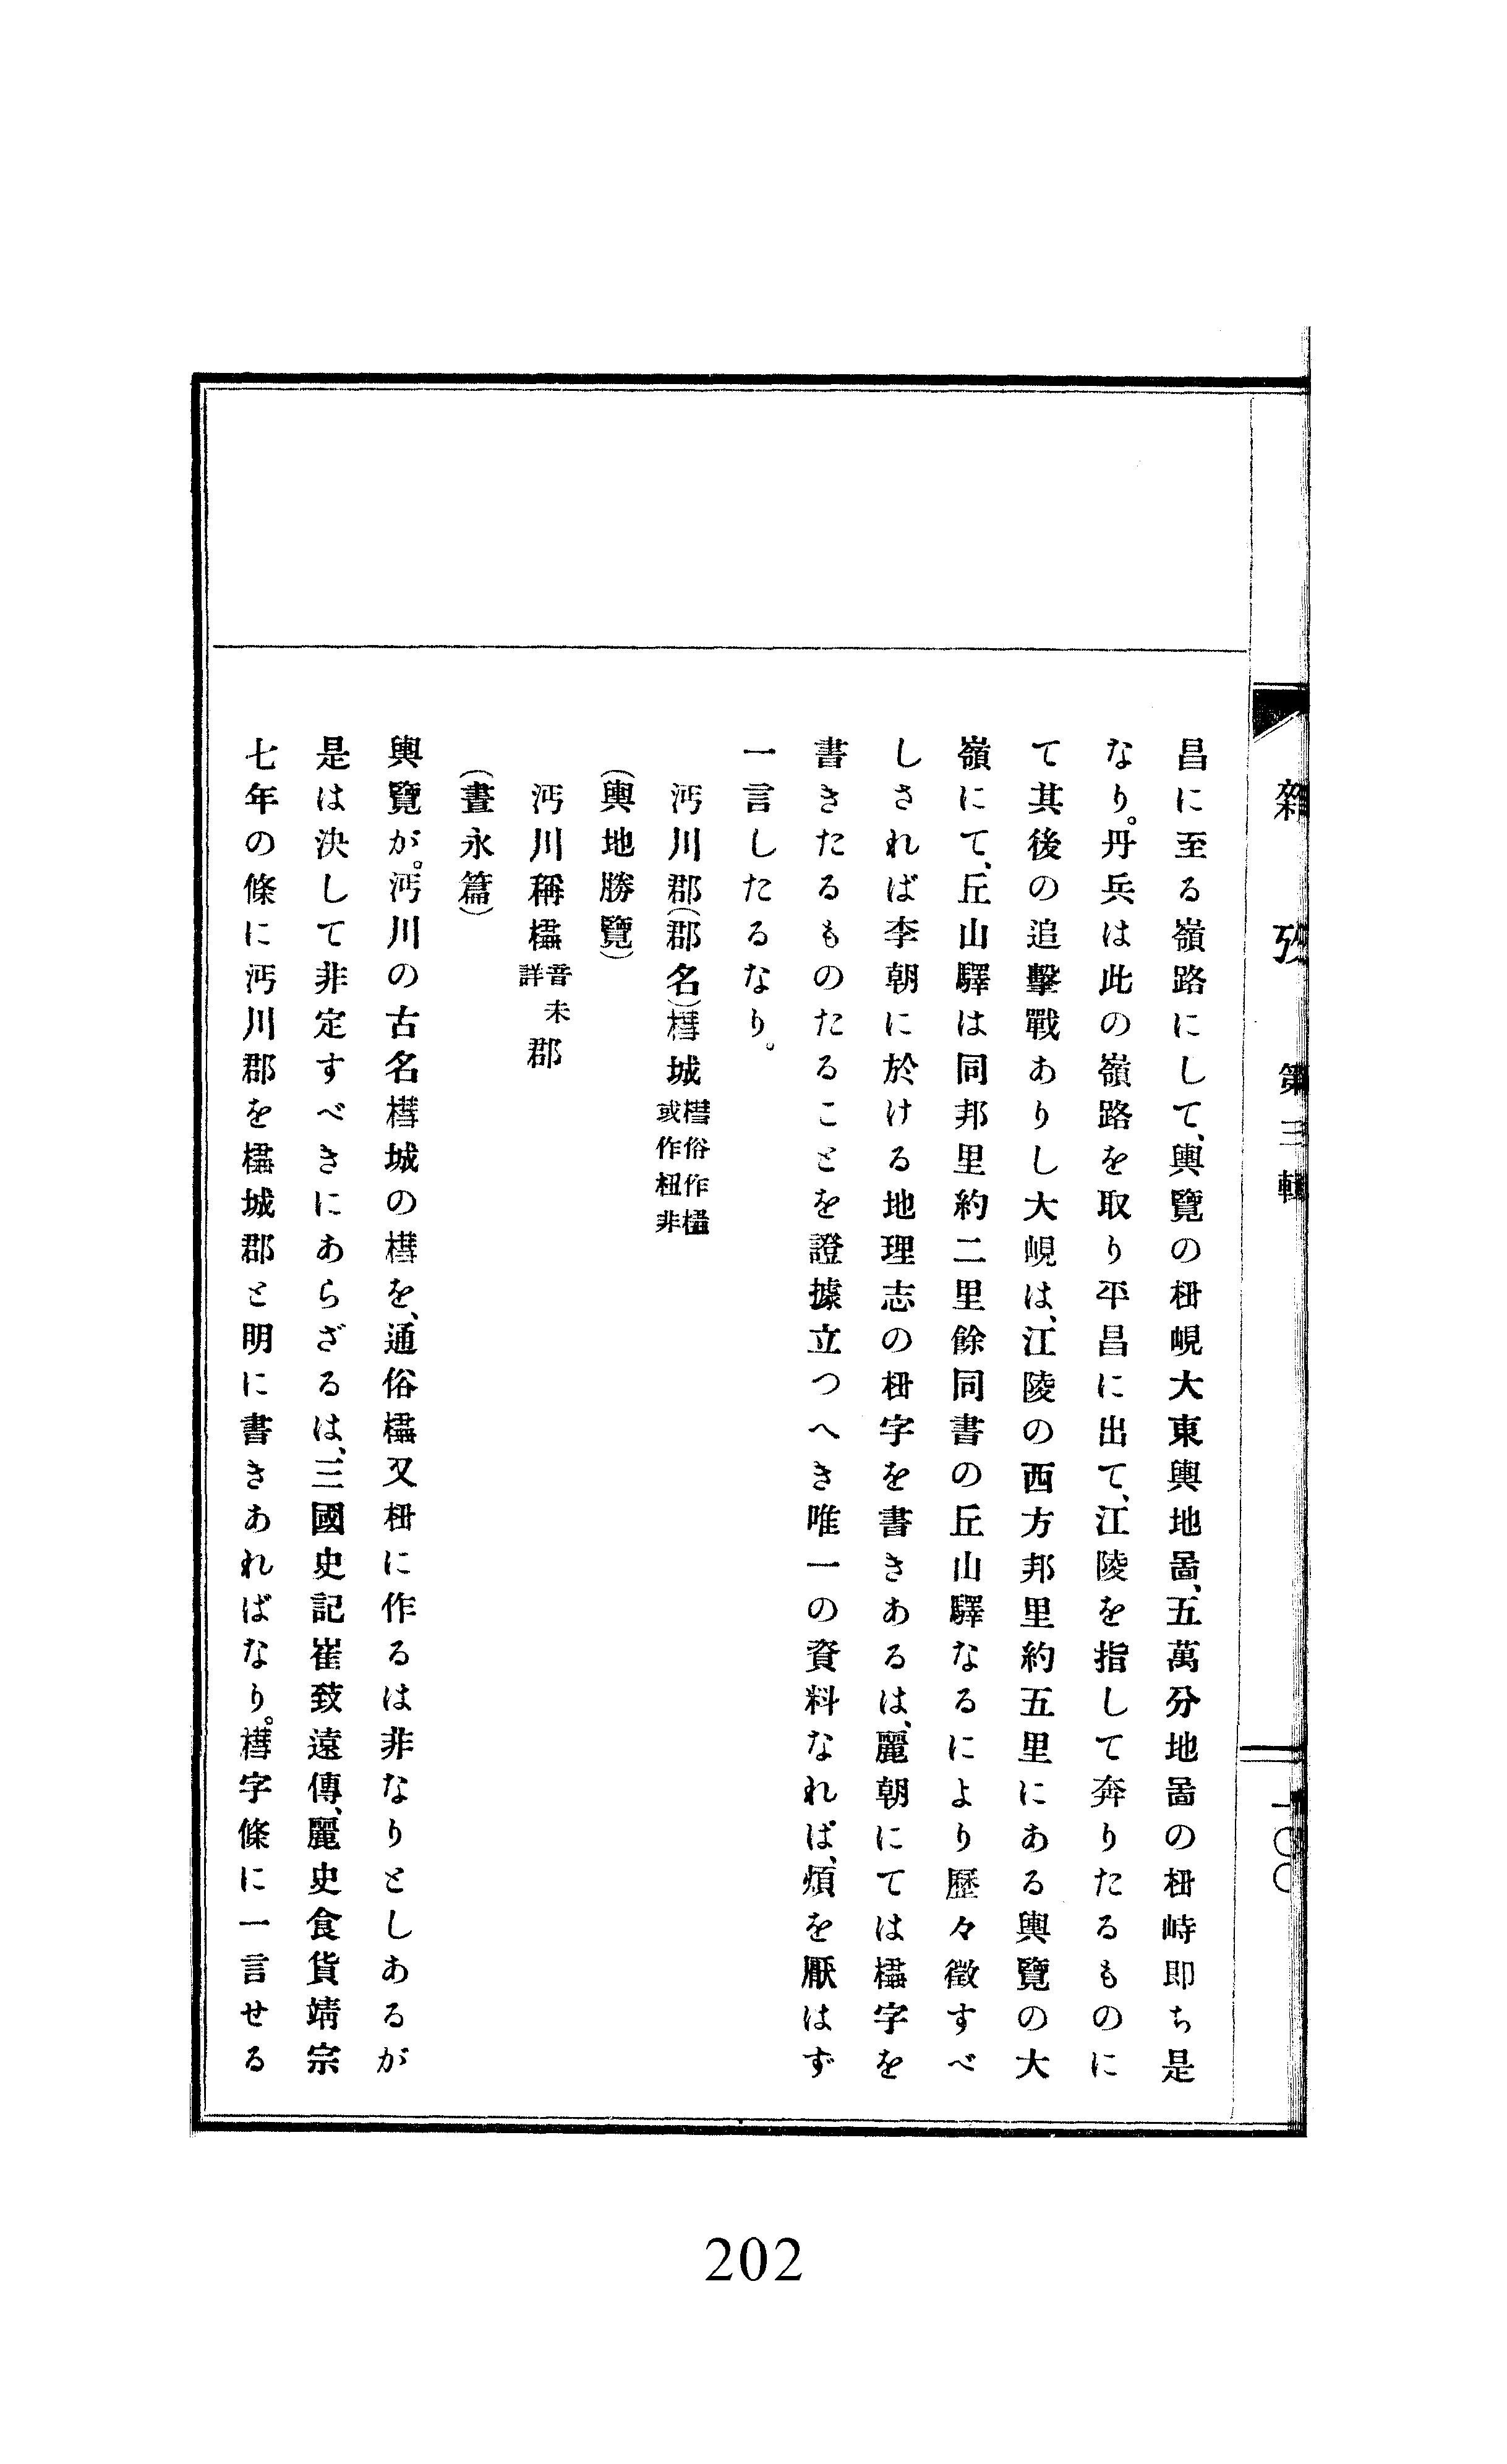 雜攷 第三輯 一〇〇
昌に至る嶺路にして、輿覽の枏峴大東輿地啚、五萬分地啚の枏峙即ち是
なり。丹兵は此の嶺路を取り平昌に出て、江陵を指して奔りたるものに
て其後の追擊戰ありし大峴は、江陵の西方邦里約五里にある輿覽の大
嶺にて、丘山驛は同邦里約二里餘同書の丘山驛なるにより歷々徵すべ
しされば李朝に於ける地理志の枏字を書きあるは、麗朝にては橻字を
書きたるものたることを證據立つへき唯一の資料なれば、煩を厭はず
一言したるなり。
沔川郡(郡名)槥城槥俗作橻
或作杻非
(輿地勝覽)
沔川稱橻音未
詳郡
(晝永篇)
輿覽が。沔川の古名槥城の槥を、通俗橻又枏に作るは非なりとしあるが
是は決して非定すべきにあらざるは、三國史記崔致遠傳、麗史食貨靖宗
七年の條に沔川郡を橻城郡と明に書きあればなり。槥字條に一言せる
202